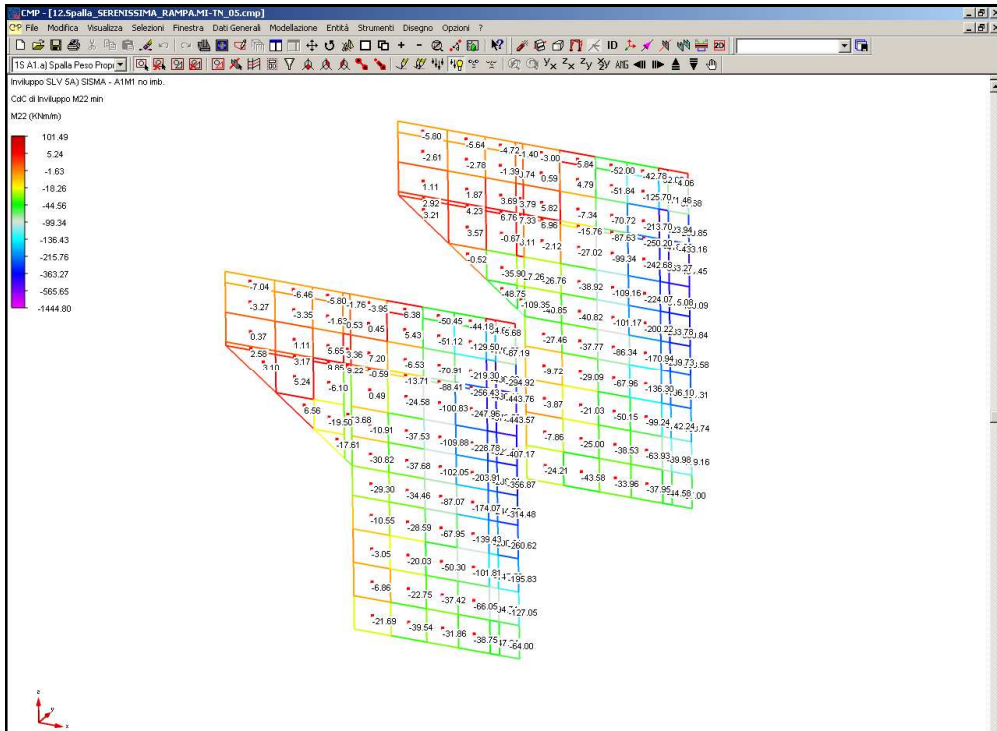 CMP - [12.Spalla_SERENISSIMA_RAMPA.MI-TN_05.cmp]
File Modifica Visualizza Selezioni Finestra Dati Generali Modellazione Entità Strumenti Disegno Opzioni ?
ID 2D
1S A1.a) Spalla Peso Propri
Inviluppo SLV 5A) SISMA - A1M1 no imb.
CdC di Inviluppo M22 min
M22 (KNm/m)
101.49
5.24
-1.63
-18.26
-44.56
-99.34
-136.43
-215.76
-363.27
-565.65
-1444.80
-5.80 -5.64 -4.72 -1.40 -3.00 -5.84 -52.00 -42.78 -4.06
-2.61 -2.78 -1.39 0.74 0.59 4.79 -51.84 -125.70
1.11 1.87 3.69 3.79 5.82 -7.34 -70.72 -213.70
2.92 4.23 6.76 7.33 6.96 -15.76 -87.63 -250.20 -433.16
3.21 3.57 -0.67 -2.12 -27.02 -99.34 -242.68
-0.52 -35.90 -26.76 -38.92 -109.16 -224.07
-48.75 -109.35 -40.85 -40.82 -101.17 -200.22
-27.46 -37.77 -86.34 -170.94
-9.72 -29.09 -67.96 -136.30
-3.87 -21.03 -50.15 -99.24
-7.86 -25.00 -38.53 -63.93
-24.21 -43.58 -33.96 -37.95
-7.04 -6.46 -5.80 -1.76 -3.95 6.38 -50.45 -44.18
-3.27 -3.35 -1.63 0.53 0.45 5.43 -51.12 -129.50 -87.19
0.37 1.11 5.65 3.36 7.20 -6.53 -70.91 -219.30 -294.92
2.58 3.17 9.85 9.22 -0.59 -13.71 -88.41 -256.43 -443.76
3.10 5.24 -6.10 0.49 -24.58 -100.83 -247.96 -443.57
6.56 -19.50 -10.91 -37.53 -109.88 -228.78 -407.17
-17.61 -30.82 -37.68 -102.05 -203.91 -356.87
-29.30 -34.46 -87.07 -174.07 -314.48
-10.55 -28.59 -67.95 -139.43 -260.62
-3.05 -20.03 -50.30 -101.81 -195.83
-6.86 -22.75 -37.42 -66.05 -127.05
-21.69 -39.54 -31.86 -38.75 -64.00
z
y
x